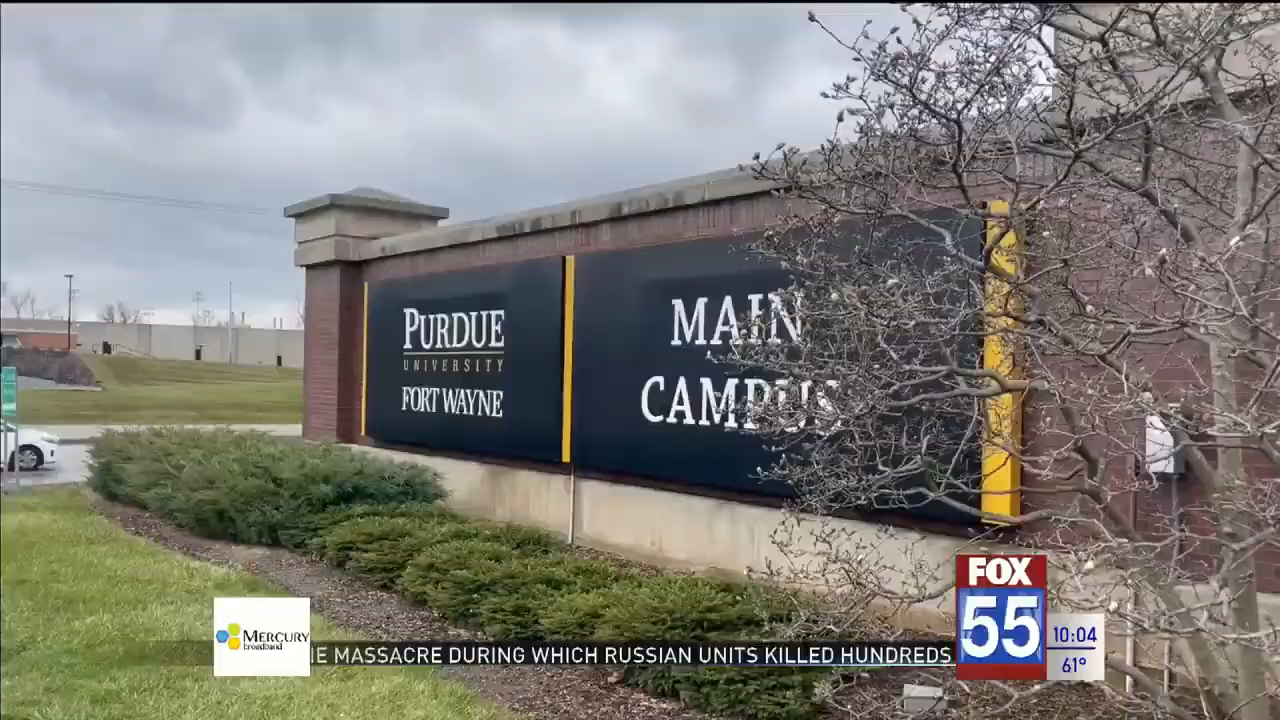 PURDUE
UNIVERSITY
FORT WAYNE
MAIN
CAMPUS
MERCURY
broadband
MASSACRE DURING WHICH RUSSIAN UNITS KILLED HUNDREDS
FOX
55
10:04
61°